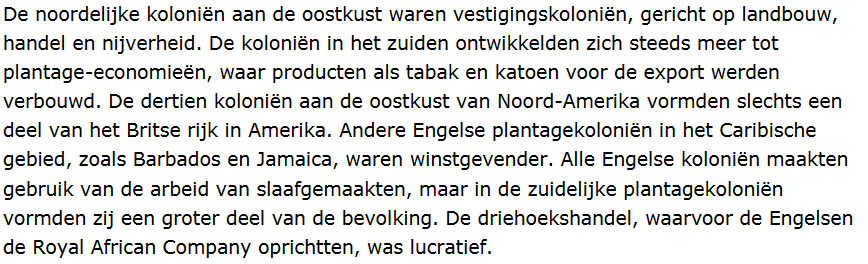 De noordelijke koloniën aan de oostkust waren vestigingskoloniën, gericht op landbouw,
handel en nijverheid. De koloniën in het zuiden ontwikkelden zich steeds meer tot
plantage-economieën, waar producten als tabak en katoen voor de export werden
verbouwd. De dertien koloniën aan de oostkust van Noord-Amerika vormden slechts een
deel van het Britse rijk in Amerika. Andere Engelse plantagekoloniën in het Caribische
gebied, zoals Barbados en Jamaica, waren winstgevender. Alle Engelse koloniën maakten
gebruik van de arbeid van slaafgemaakten, maar in de zuidelijke plantagekoloniën
vormden zij een groter deel van de bevolking. De driehoekshandel, waarvoor de Engelsen
de Royal African Company oprichtten, was lucratief.